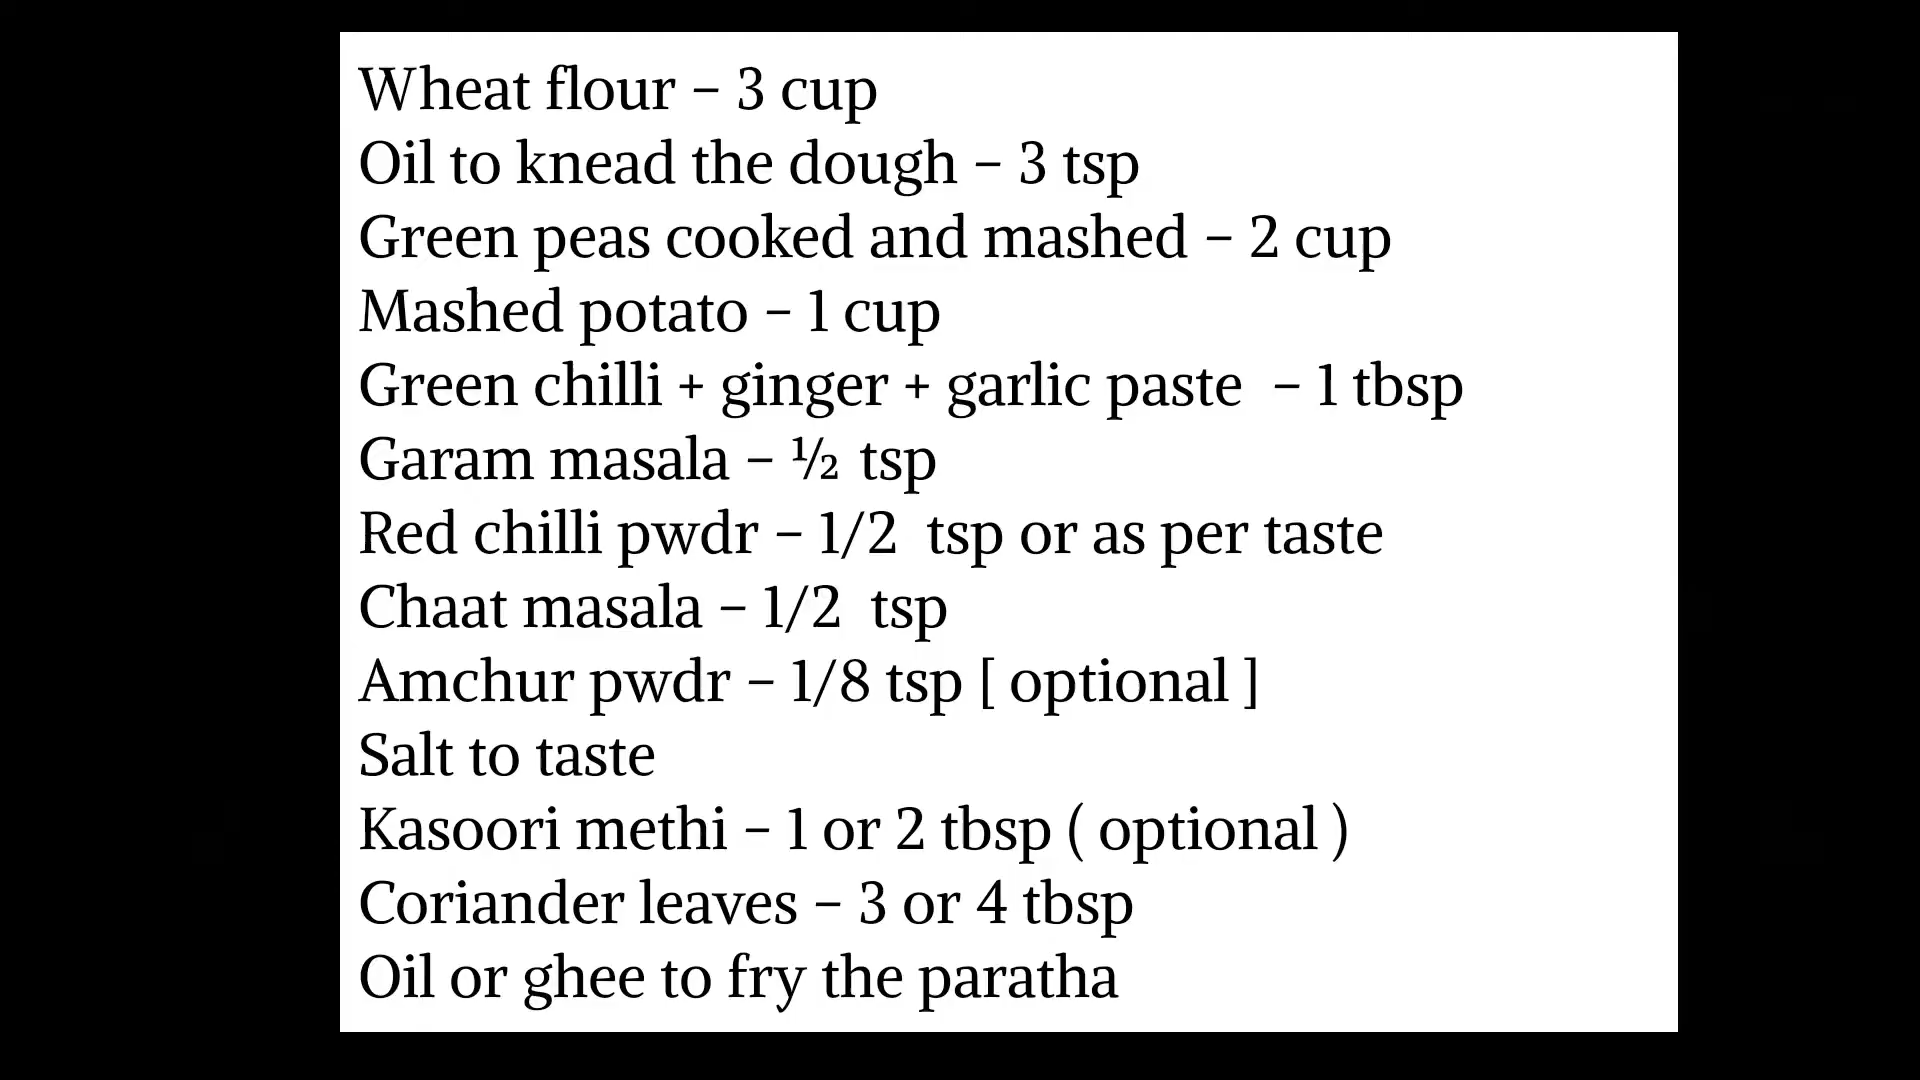 Wheat flour – 3 cup
Oil to knead the dough – 3 tsp
Green peas cooked and mashed – 2 cup
Mashed potato – 1 cup
Green chilli + ginger + garlic paste  – 1 tbsp
Garam masala – ½ tsp
Red chilli pwdr – 1/2  tsp or as per taste
Chaat masala – 1/2  tsp
Amchur pwdr – 1/8 tsp [ optional ]
Salt to taste
Kasoori methi – 1 or 2 tbsp ( optional )
Coriander leaves – 3 or 4 tbsp
Oil or ghee to fry the paratha